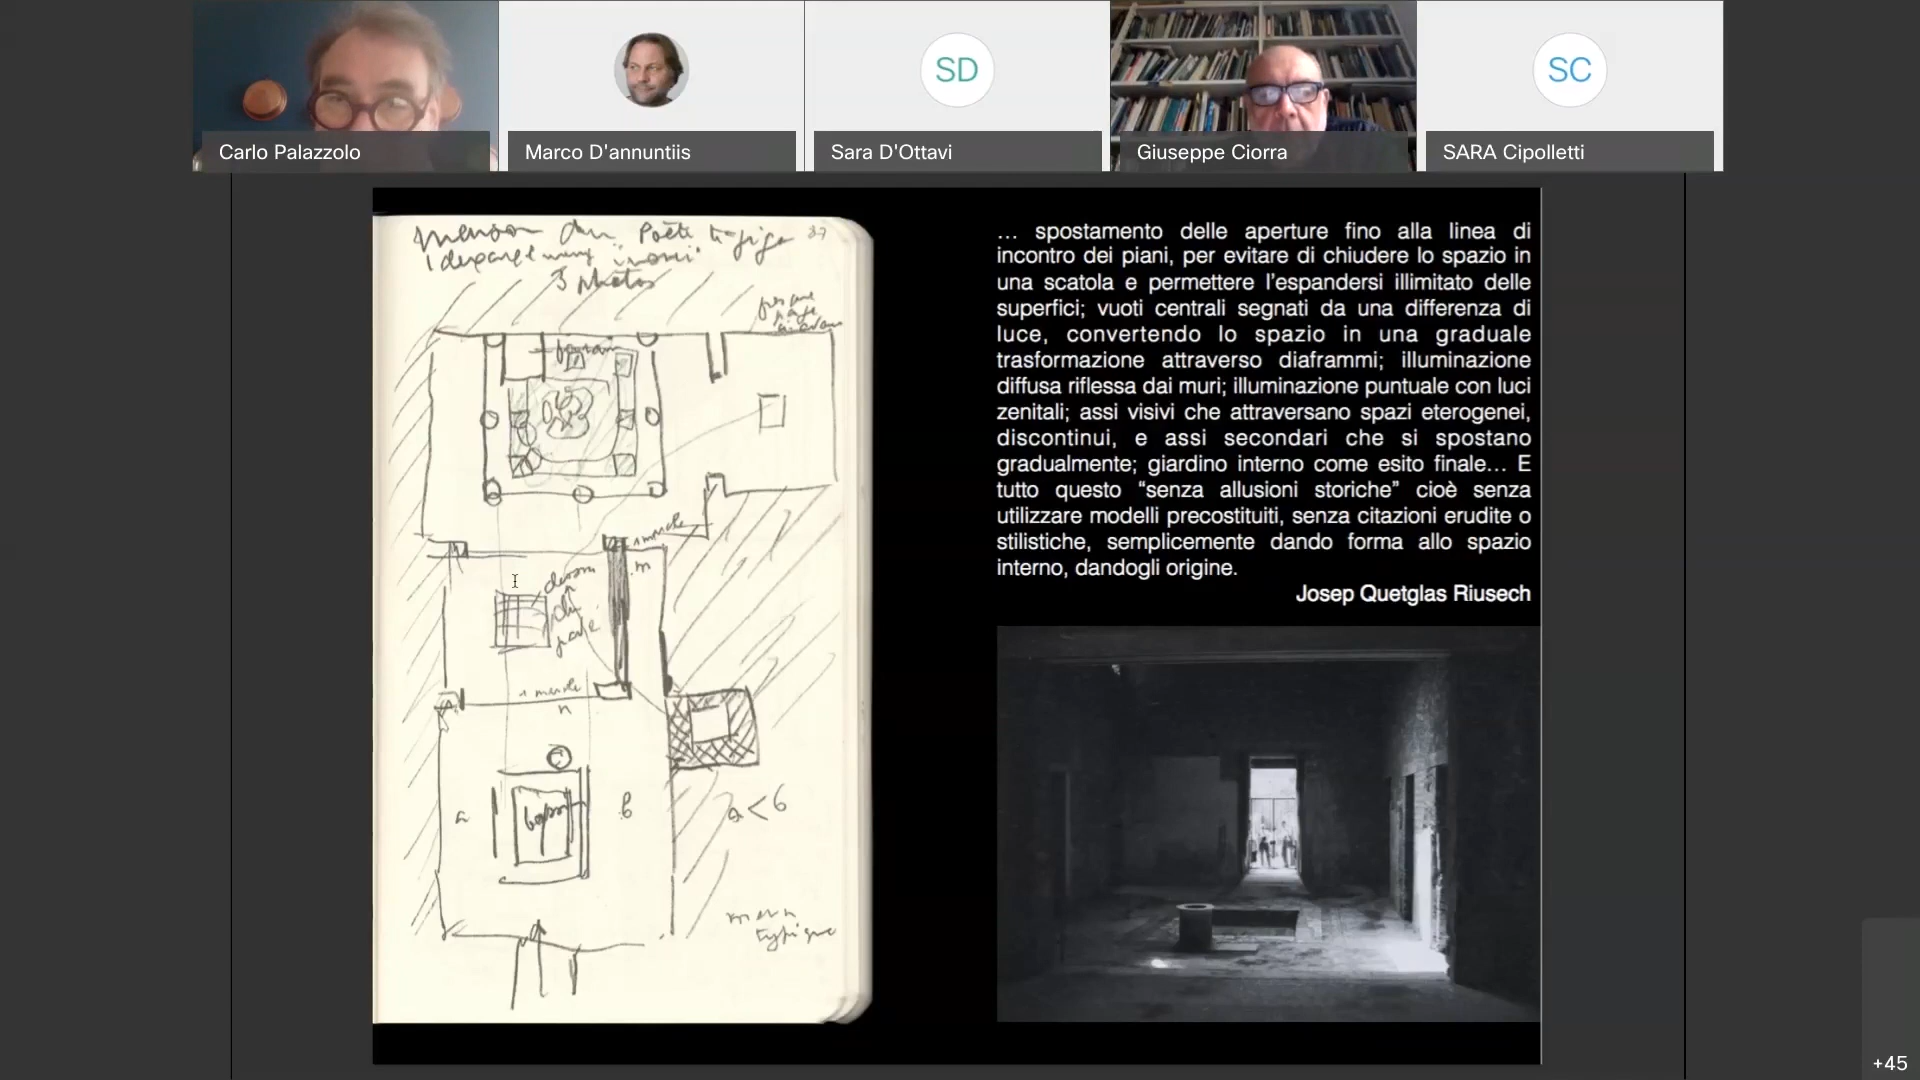 Carlo Palazzolo
Marco D'annuntiis
SD
Sara D'Ottavi
Giuseppe Ciorra
SC
SARA Cipolletti
Poète
37
3 photos
m
n
a
b
a < b
typique
… spostamento delle aperture fino alla linea di
incontro dei piani, per evitare di chiudere lo spazio in
una scatola e permettere l'espandersi illimitato delle
superfici; vuoti centrali segnati da una differenza di
luce, convertendo lo spazio in una graduale
trasformazione attraverso diaframmi; illuminazione
diffusa riflessa dai muri; illuminazione puntuale con luci
zenitali; assi visivi che attraversano spazi eterogenei,
discontinui, e assi secondari che si spostano
gradualmente; giardino interno come esito finale… E
tutto questo “senza allusioni storiche” cioè senza
utilizzare modelli precostituiti, senza citazioni erudite o
stilistiche, semplicemente dando forma allo spazio
interno, dandogli origine.
Josep Quetglas Riusech
+45